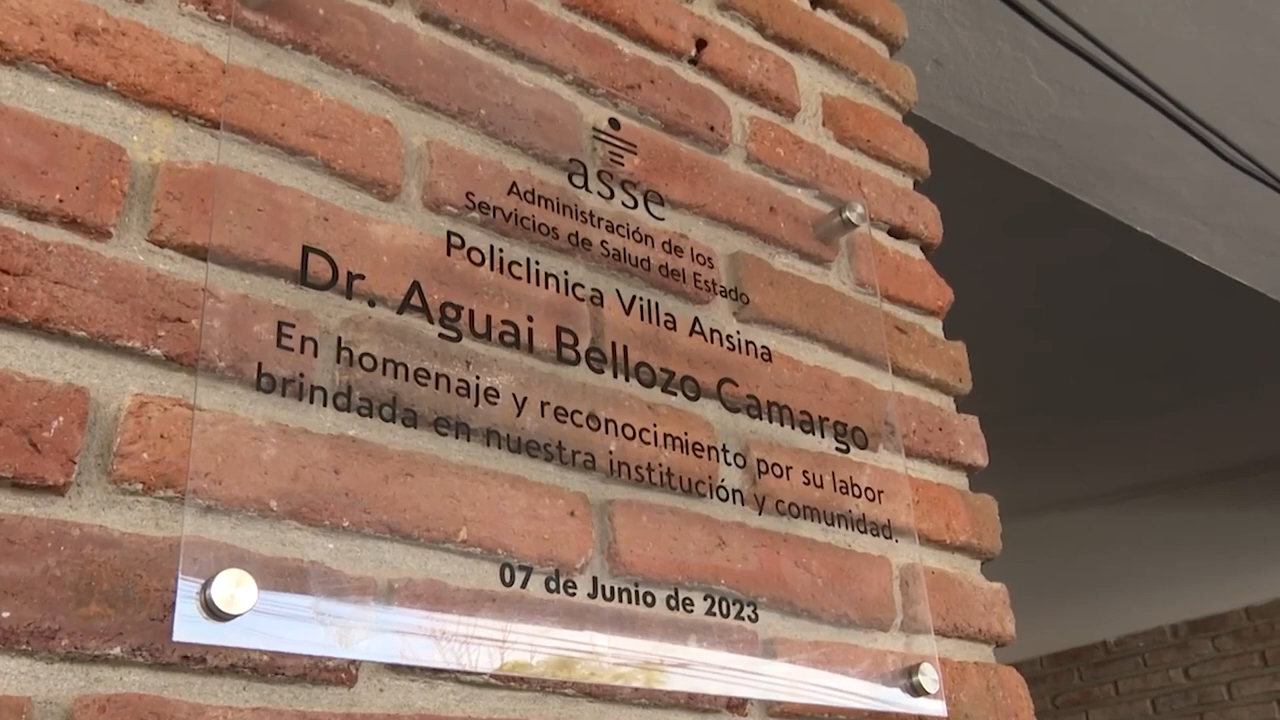 asse
Administración de los
Servicios de Salud del Estado
Policlinica Villa Ansina
Dr. Aguai Bellozo Camargo
En homenaje y reconocimiento por su labor
brindada en nuestra institución y comunidad.
07 de Junio de 2023